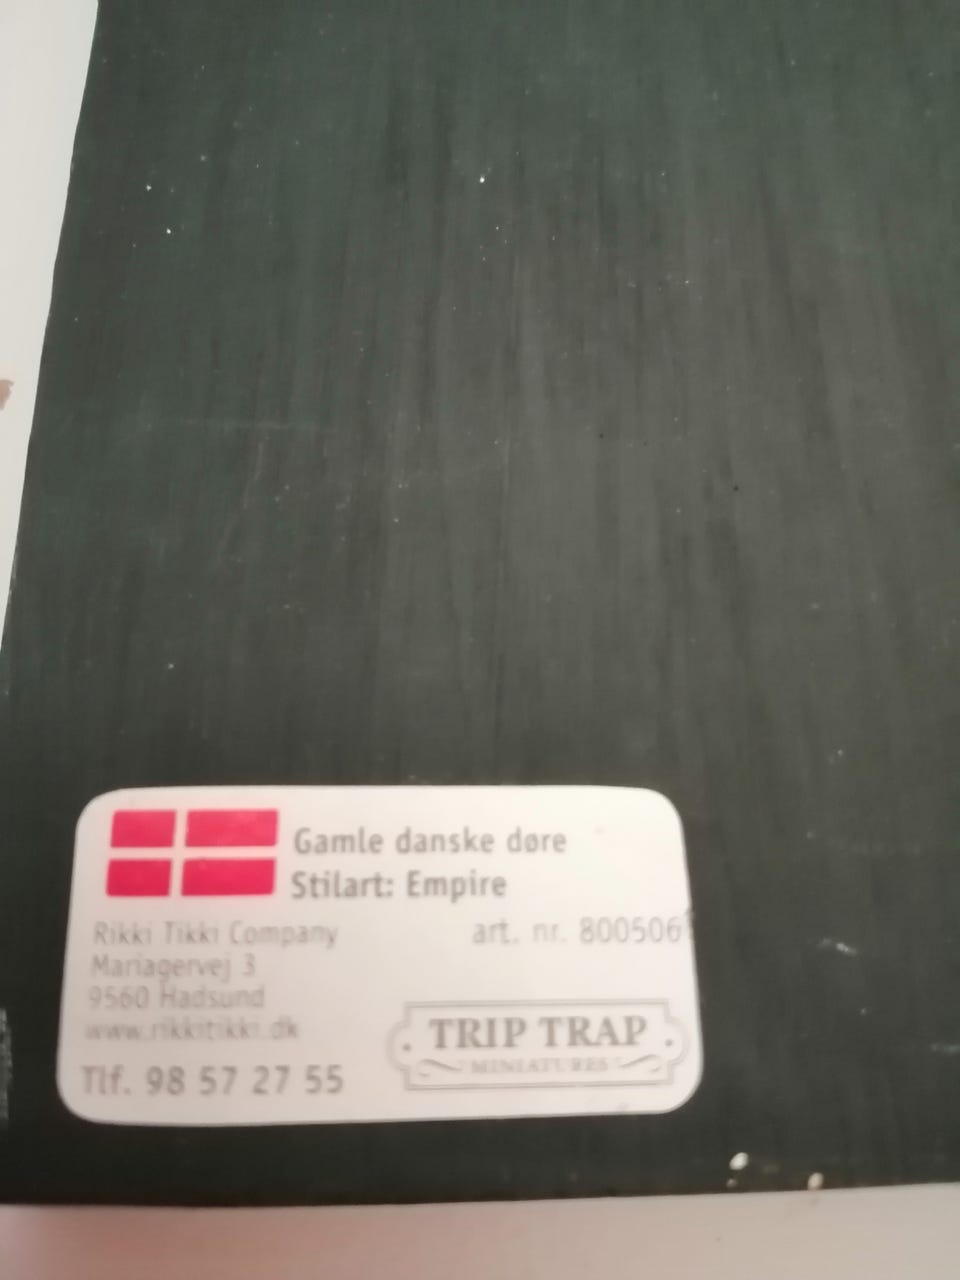 Gamle danske døre
Stilart: Empire
Rikki Tikki Company
art. nr. 800506
Mariagervej 3
9560 Hadsund
www.rikkitikki.dk
Tlf. 98 57 27 55
TRIP TRAP
MINIATURES